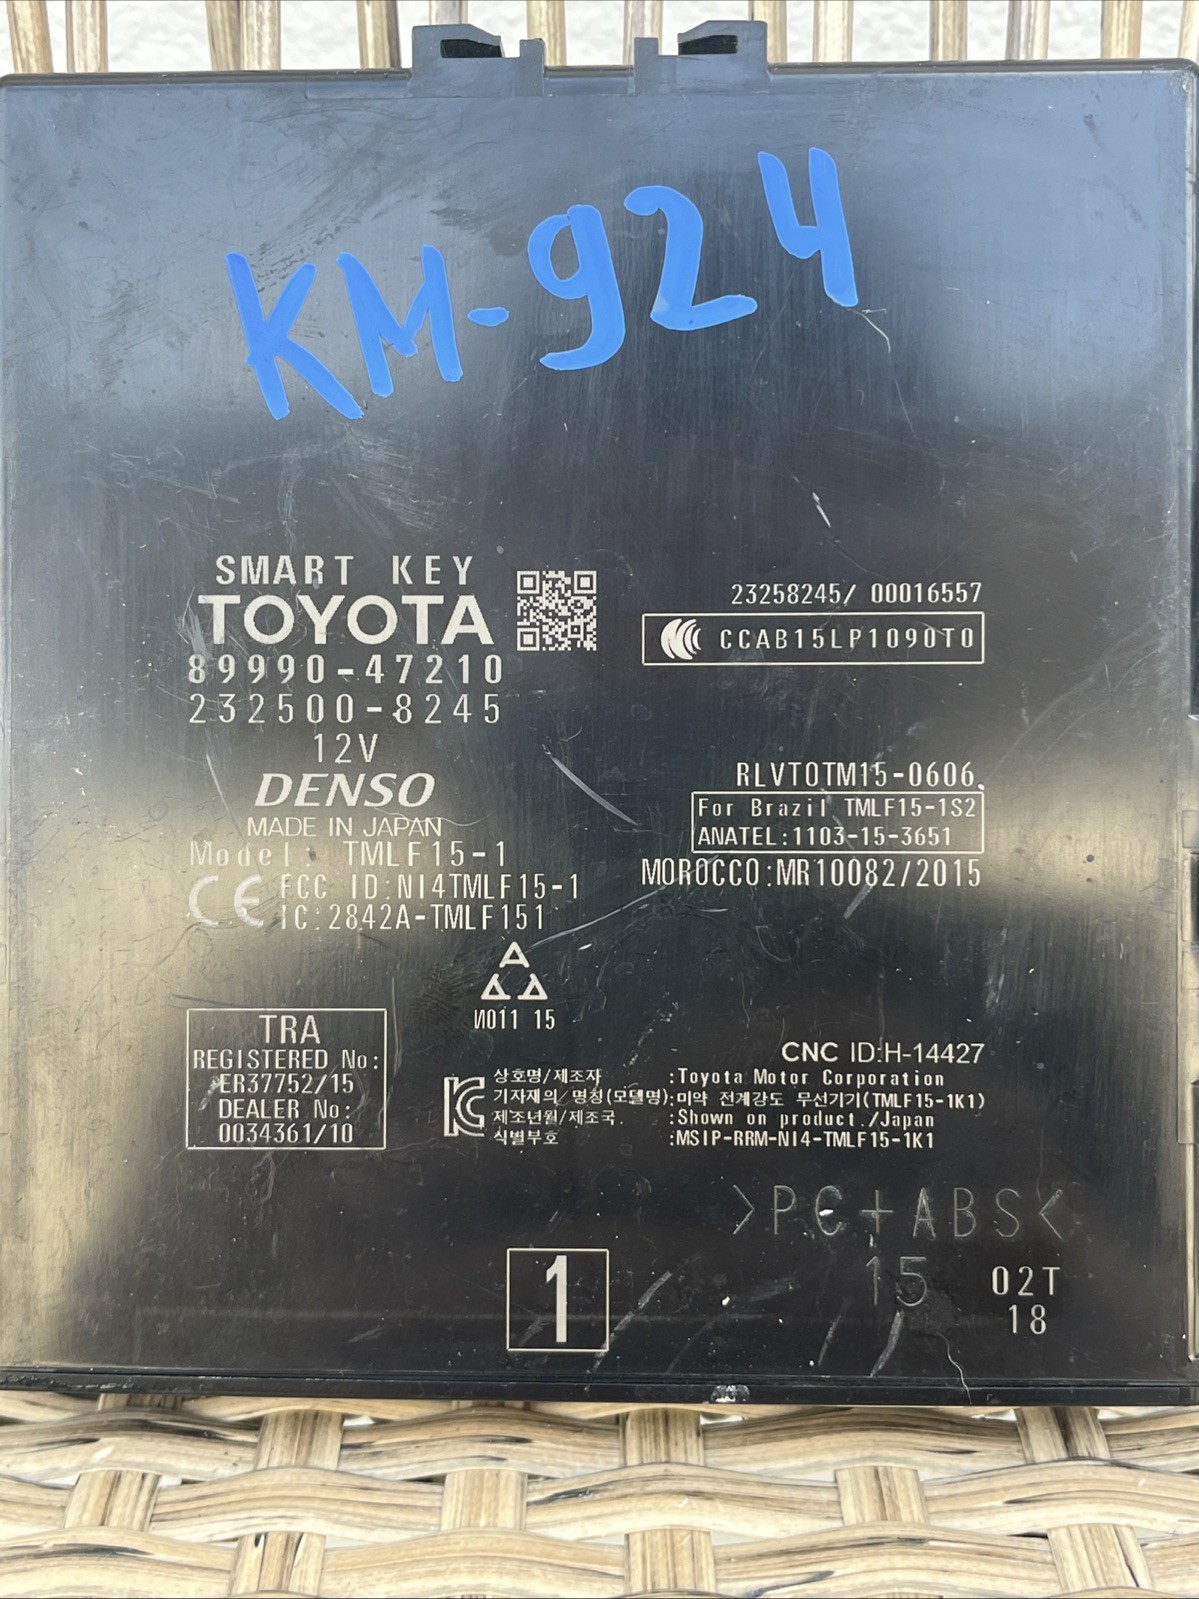 KM-924
SMART KEY
TOYOTA
89990-47210
232500-8245
12V
DENSO
MADE IN JAPAN
Model: TMLF15-1
CE FCC ID:NI4TMLF15-1
IC:2842A-TMLF151
A
N011 15
TRA
REGISTERED No:
ER37752/15
DEALER No:
0034361/10
23258245/ 00016557
CCAB15LP1090T0
RLVTOTM15-0606.
For Brazil TMLF15-1S2
ANATEL:1103-15-3651
MOROCCO:MR10082/2015
CNC ID:H-14427
상호명/제조자 :Toyota Motor Corporation
기자재의 명칭(모델명):미약 전계강도 무선기기(TMLF15-1K1)
제조년월/제조국. :Shown on product./Japan
식별부호 :MSIP-RRM-NI4-TMLF15-1K1
>PC+ABS<
15
02T
18
1